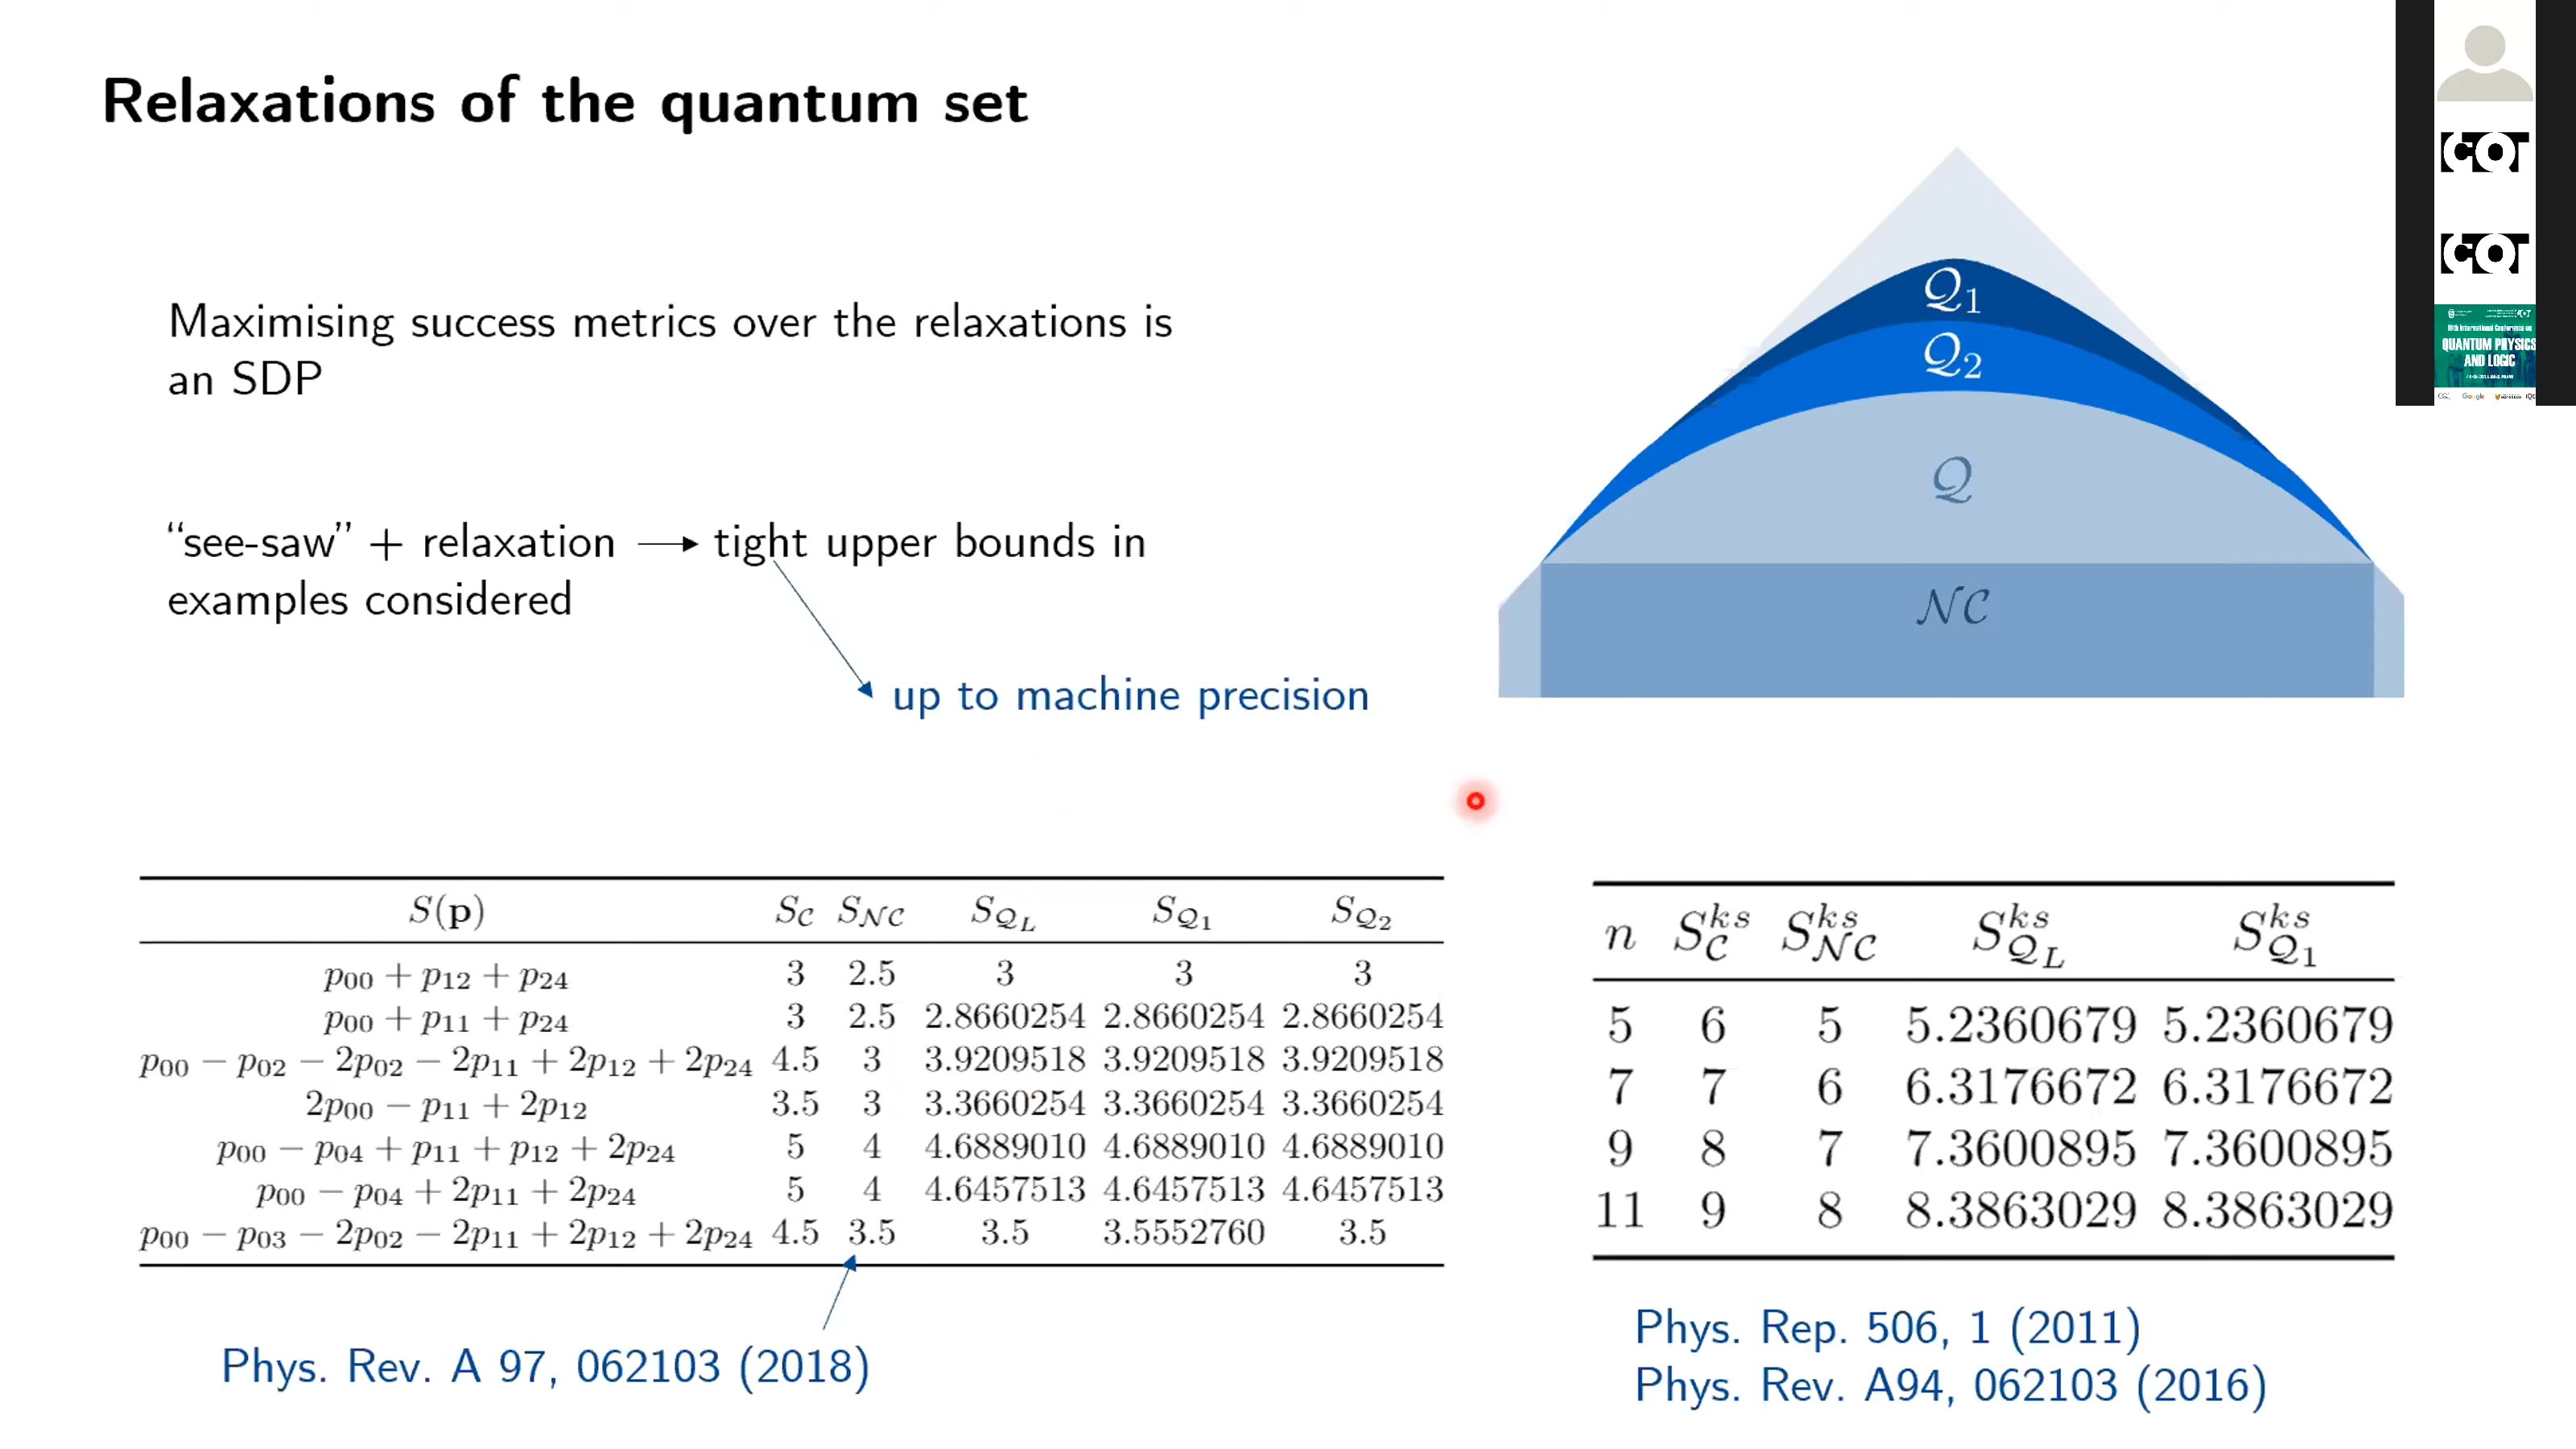 Relaxations of the quantum set
Maximising success metrics over the relaxations is
an SDP
“see-saw” + relaxation ⟶ tight upper bounds in
examples considered
up to machine precision
𝒬₁
𝒬₂
𝒬
𝒩𝒞
S(𝐩) S_𝒞 S_𝒩𝒞 S_𝒬_L S_𝒬₁ S_𝒬₂
p₀₀ + p₁₂ + p₂₄ 3 2.5 3 3 3
p₀₀ + p₁₁ + p₂₄ 3 2.5 2.8660254 2.8660254 2.8660254
p₀₀ − p₀₂ − 2p₀₂ − 2p₁₁ + 2p₁₂ + 2p₂₄ 4.5 3 3.9209518 3.9209518 3.9209518
2p₀₀ − p₁₁ + 2p₁₂ 3.5 3 3.3660254 3.3660254 3.3660254
p₀₀ − p₀₄ + p₁₁ + p₁₂ + 2p₂₄ 5 4 4.6889010 4.6889010 4.6889010
p₀₀ − p₀₄ + 2p₁₁ + 2p₂₄ 5 4 4.6457513 4.6457513 4.6457513
p₀₀ − p₀₃ − 2p₀₂ − 2p₁₁ + 2p₁₂ + 2p₂₄ 4.5 3.5 3.5 3.5552760 3.5
Phys. Rev. A 97, 062103 (2018)
n S^ks_𝒞 S^ks_𝒩𝒞 S^ks_𝒬_L S^ks_𝒬₁
5 6 5 5.2360679 5.2360679
7 7 6 6.3176672 6.3176672
9 8 7 7.3600895 7.3600895
11 9 8 8.3863029 8.3863029
Phys. Rep. 506, 1 (2011)
Phys. Rev. A94, 062103 (2016)
QUANTUM PHYSICS
AND LOGIC
Google